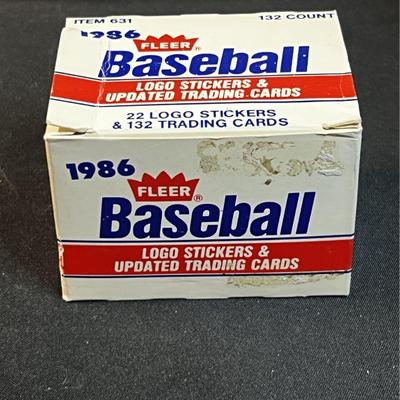 ITEM 631 132 COUNT
1986
FLEER®
Baseball
LOGO STICKERS &
UPDATED TRADING CARDS
22 LOGO STICKERS
& 132 TRADING CARDS
1986
FLEER®
Baseball
LOGO STICKERS &
UPDATED TRADING CARDS